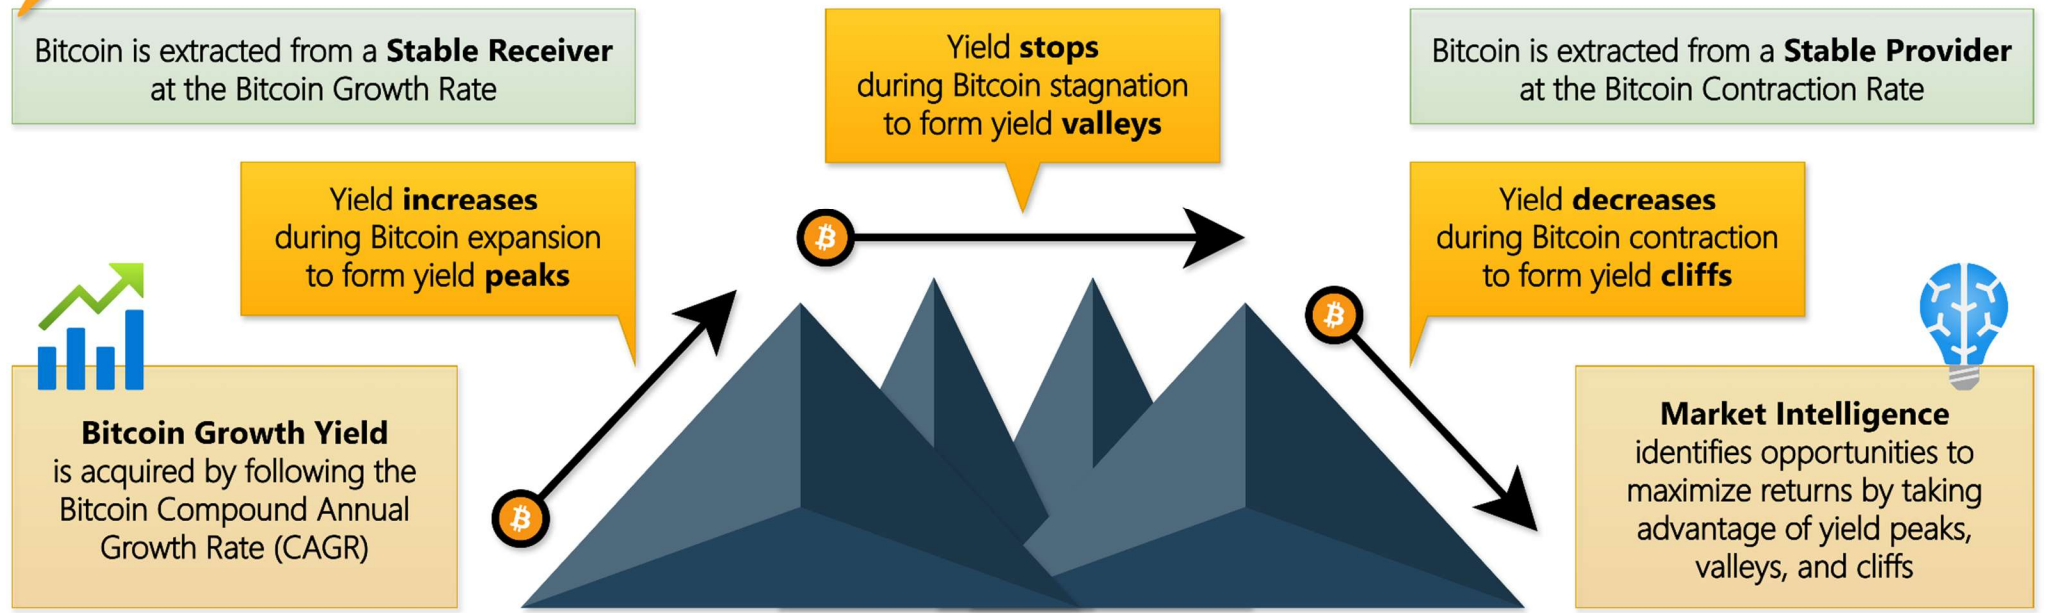 Bitcoin is extracted from a Stable Receiver
at the Bitcoin Growth Rate
Yield stops
during Bitcoin stagnation
to form yield valleys
Bitcoin is extracted from a Stable Provider
at the Bitcoin Contraction Rate
Yield increases
during Bitcoin expansion
to form yield peaks
Yield decreases
during Bitcoin contraction
to form yield cliffs
Bitcoin Growth Yield
is acquired by following the
Bitcoin Compound Annual
Growth Rate (CAGR)
Market Intelligence
identifies opportunities to
maximize returns by taking
advantage of yield peaks,
valleys, and cliffs